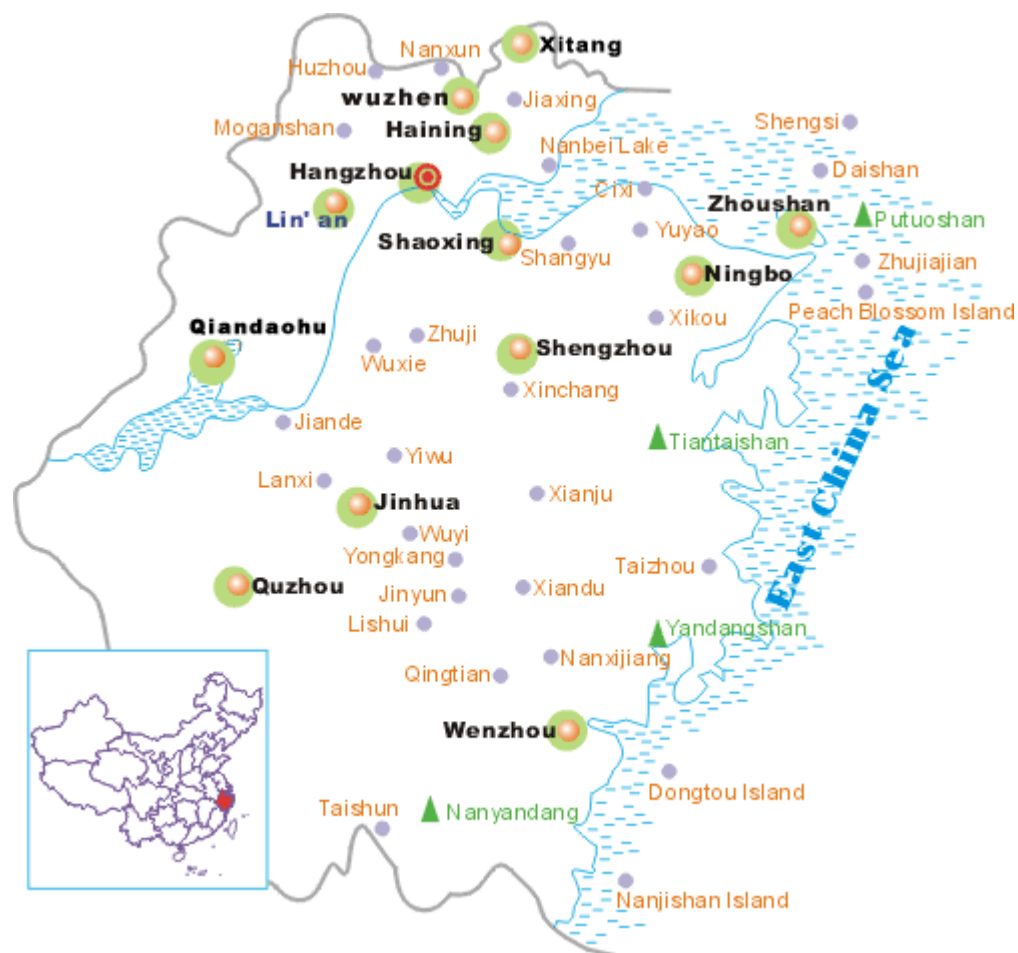 Xitang
Nanxun
Huzhou
wuzhen
Jiaxing
Moganshan
Haining
Shengsi
Nanbei Lake
Hangzhou
Daishan
Cixi
Zhoushan
Lin' an
Putuoshan
Shaoxing
Yuyao
Shangyu
Zhujiajian
Ningbo
Peach Blossom Island
Xikou
Qiandaohu
Zhuji
Shengzhou
Wuxie
Xinchang
East China Sea
Jiande
Tiantaishan
Yiwu
Lanxi
Xianju
Jinhua
Wuyi
Yongkang
Taizhou
Quzhou
Jinyun
Xiandu
Lishui
Yandangshan
Nanxijiang
Qingtian
Wenzhou
Dongtou Island
Taishun
Nanyandang
Nanjishan Island